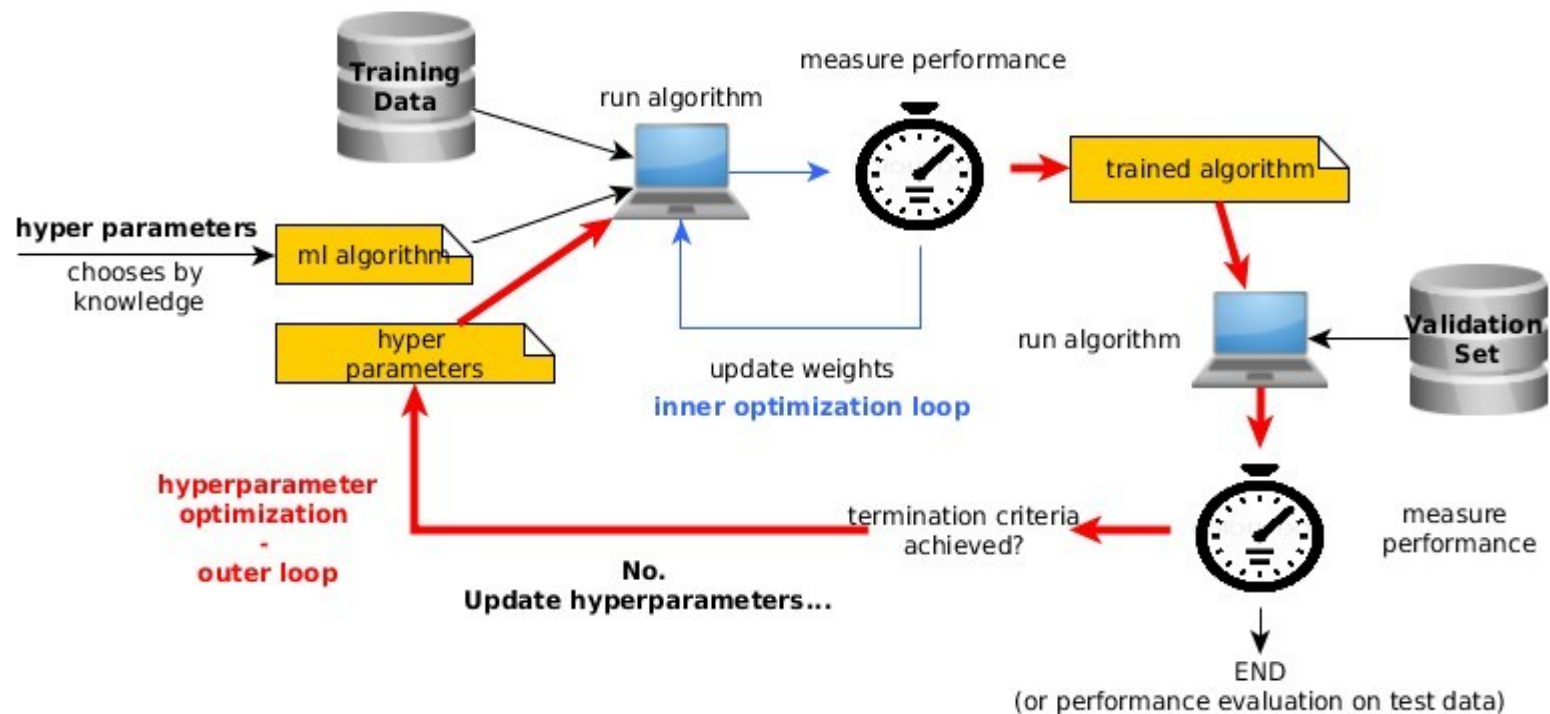 Training
Data
run algorithm
measure performance
trained algorithm
hyper parameters
chooses by
knowledge
ml algorithm
hyper
parameters
update weights
inner optimization loop
run algorithm
Validation
Set
hyperparameter
optimization
-
outer loop
termination criteria
achieved?
No.
Update hyperparameters...
measure
performance
END
(or performance evaluation on test data)